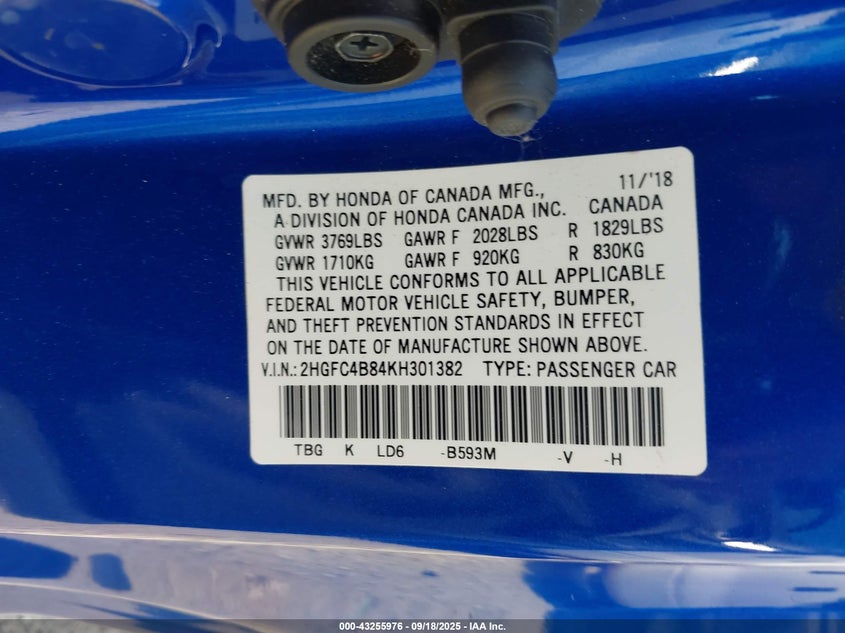 MFD. BY HONDA OF CANADA MFG., 11/'18
A DIVISION OF HONDA CANADA INC. CANADA
GVWR 3769LBS GAWR F 2028LBS R 1829LBS
GVWR 1710KG GAWR F 920KG R 830KG
THIS VEHICLE CONFORMS TO ALL APPLICABLE
FEDERAL MOTOR VEHICLE SAFETY, BUMPER,
AND THEFT PREVENTION STANDARDS IN EFFECT
ON THE DATE OF MANUFACTURE SHOWN ABOVE.
V.I.N.: 2HGFC4B84KH301382 TYPE: PASSENGER CAR
TBG K LD6 -B593M -V -H
000-43255976 - 09/18/2025 - IAA Inc.